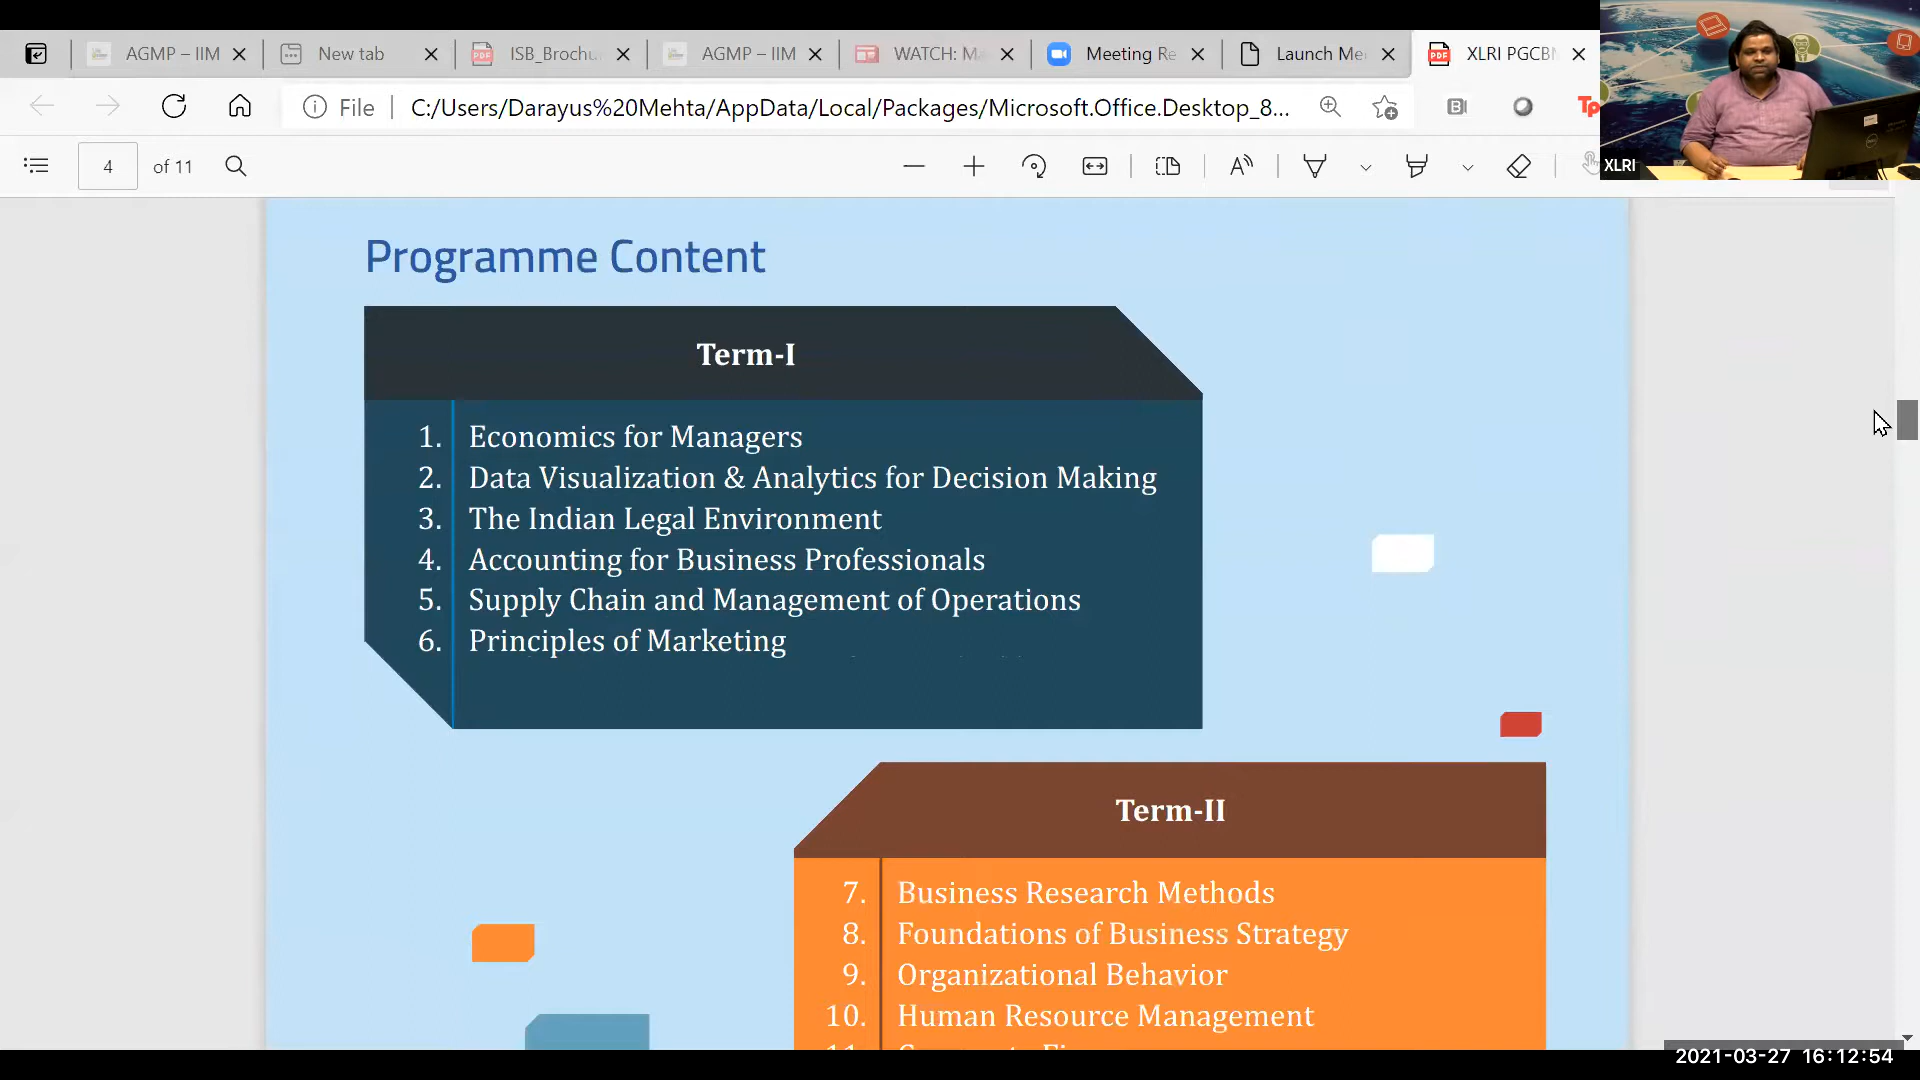 AGMP – IIM
New tab
ISB_Brochu
AGMP – IIM
WATCH: Ma
Meeting Re
Launch Me
XLRI PGCBM
File
C:/Users/Darayus%20Mehta/AppData/Local/Packages/Microsoft.Office.Desktop_8...
4 of 11
XLRI
Programme Content
Term-I
1. Economics for Managers
2. Data Visualization & Analytics for Decision Making
3. The Indian Legal Environment
4. Accounting for Business Professionals
5. Supply Chain and Management of Operations
6. Principles of Marketing
Term-II
7. Business Research Methods
8. Foundations of Business Strategy
9. Organizational Behavior
10. Human Resource Management
2021-03-27 16:12:54